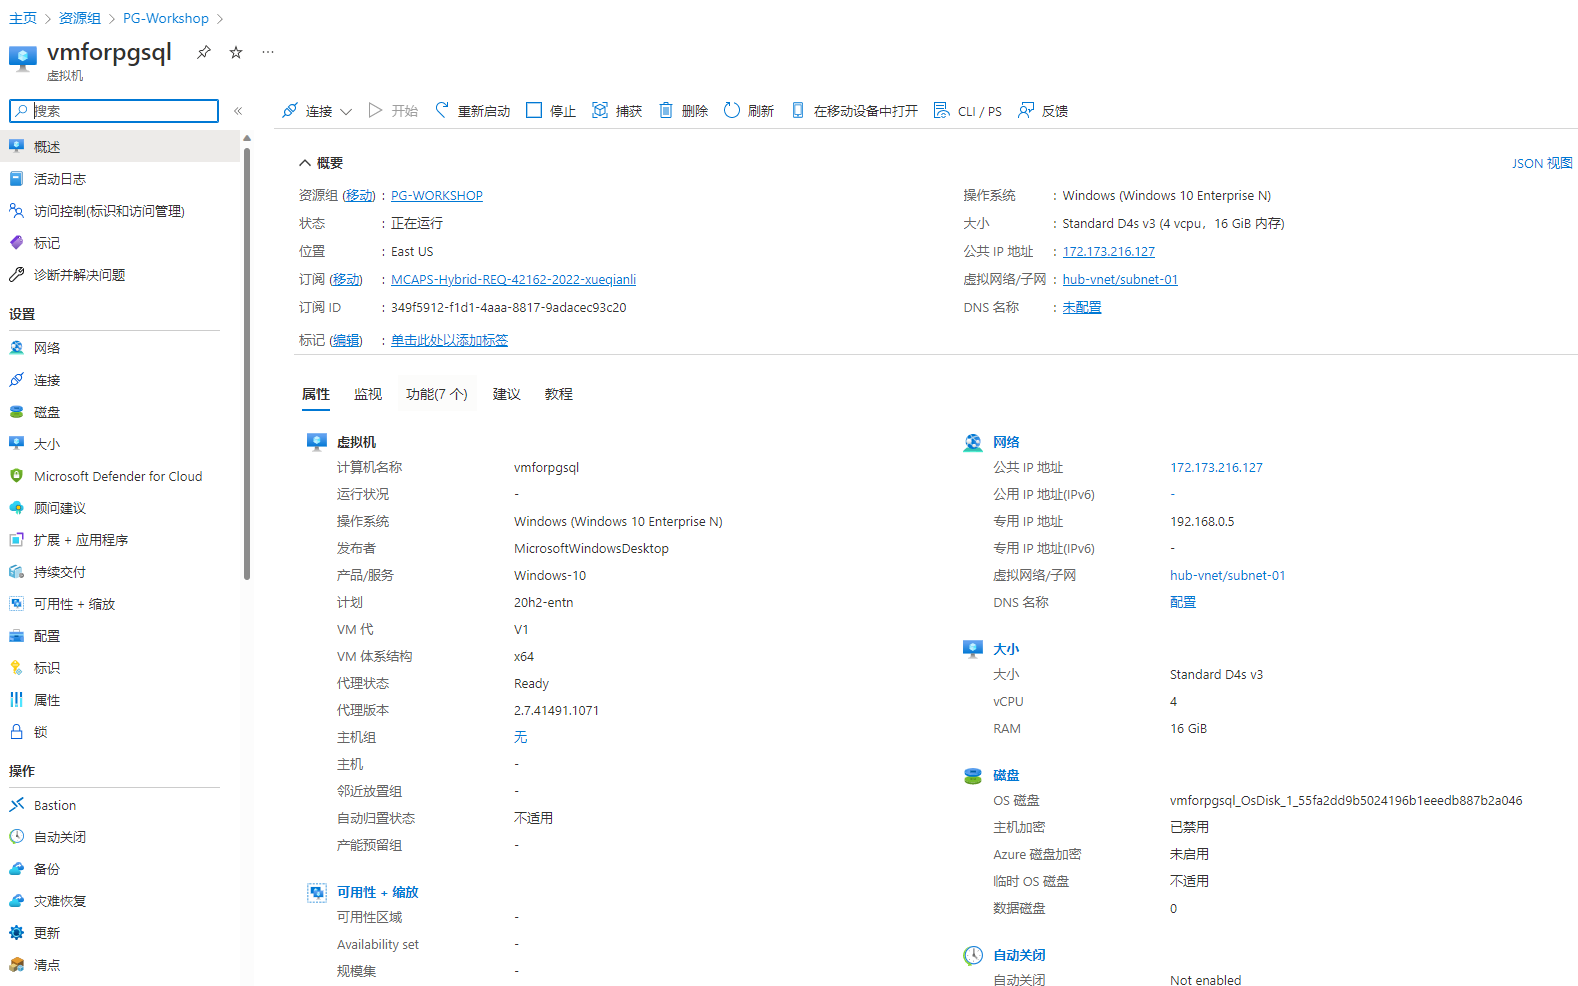 主页 > 资源组 > PG-Workshop >
vmforpgsql
虚拟机
搜索
概述
活动日志
访问控制(标识和访问管理)
标记
诊断并解决问题
设置
网络
连接
磁盘
大小
Microsoft Defender for Cloud
顾问建议
扩展 + 应用程序
持续交付
可用性 + 缩放
配置
标识
属性
锁
操作
Bastion
自动关闭
备份
灾难恢复
更新
清点
连接 开始 重新启动 停止 捕获 删除 刷新 在移动设备中打开 CLI / PS 反馈
概要 JSON 视图
资源组 (移动) : PG-WORKSHOP
状态 : 正在运行
位置 : East US
订阅 (移动) : MCAPS-Hybrid-REQ-42162-2022-xueqianli
订阅 ID : 349f5912-f1d1-4aaa-8817-9adacec93c20
标记 (编辑) : 单击此处以添加标签
操作系统 : Windows (Windows 10 Enterprise N)
大小 : Standard D4s v3 (4 vcpu，16 GiB 内存)
公共 IP 地址 : 172.173.216.127
虚拟网络/子网 : hub-vnet/subnet-01
DNS 名称 : 未配置
属性 监视 功能(7 个) 建议 教程
虚拟机
计算机名称 vmforpgsql
运行状况 -
操作系统 Windows (Windows 10 Enterprise N)
发布者 MicrosoftWindowsDesktop
产品/服务 Windows-10
计划 20h2-entn
VM 代 V1
VM 体系结构 x64
代理状态 Ready
代理版本 2.7.41491.1071
主机组 无
主机 -
邻近放置组 -
自动归置状态 不适用
产能预留组 -
可用性 + 缩放
可用性区域 -
Availability set -
规模集 -
网络
公共 IP 地址 172.173.216.127
公用 IP 地址(IPv6) -
专用 IP 地址 192.168.0.5
专用 IP 地址(IPv6) -
虚拟网络/子网 hub-vnet/subnet-01
DNS 名称 配置
大小
大小 Standard D4s v3
vCPU 4
RAM 16 GiB
磁盘
OS 磁盘 vmforpgsql_OsDisk_1_55fa2dd9b5024196b1eeedb887b2a046
主机加密 已禁用
Azure 磁盘加密 未启用
临时 OS 磁盘 不适用
数据磁盘 0
自动关闭
自动关闭 Not enabled